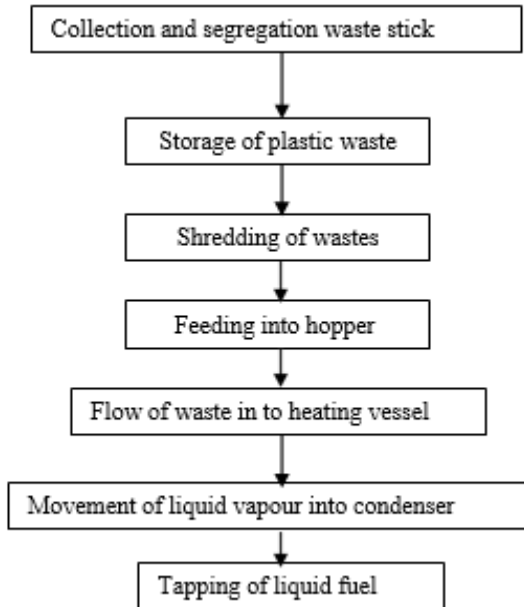 Collection and segregation waste stick
Storage of plastic waste
Shredding of wastes
Feeding into hopper
Flow of waste in to heating vessel
Movement of liquid vapour into condenser
Tapping of liquid fuel